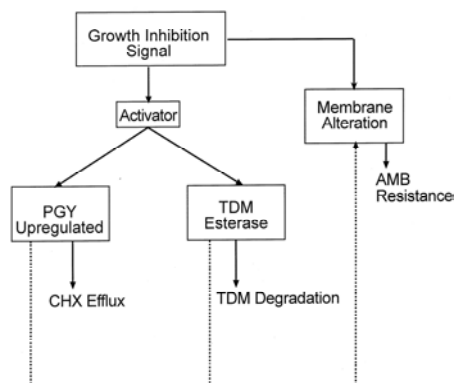 Growth Inhibition
Signal
Activator
Membrane
Alteration
AMB
Resistance
PGY
Upregulated
TDM
Esterase
CHX Efflux
TDM Degradation